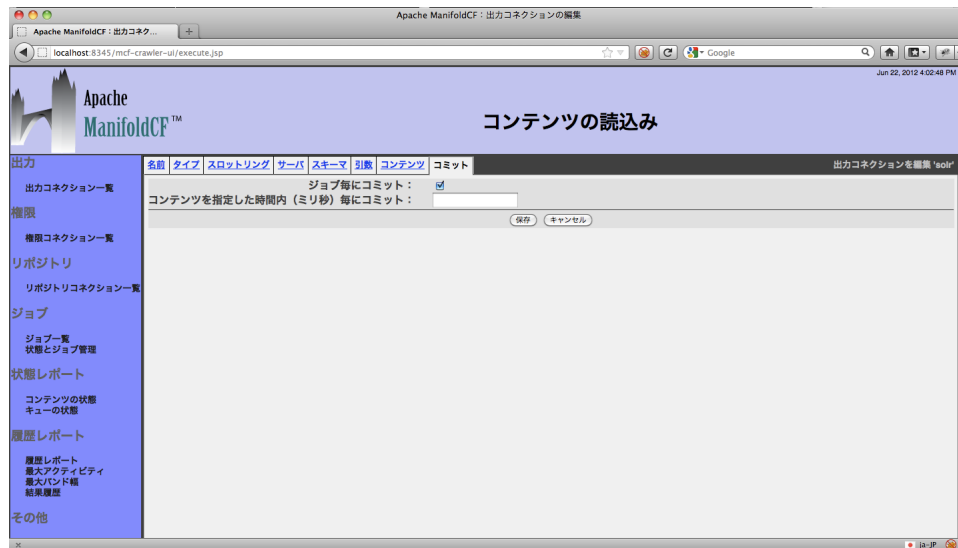 Apache ManifoldCF：出力コネクションの編集
Apache ManifoldCF：出力コネク...
localhost:8345/mcf-crawler-ui/execute.jsp
Google
Jun 22, 2012 4:02:48 PM
Apache
ManifoldCF™
コンテンツの読込み
出力
出力コネクション一覧
権限
権限コネクション一覧
リポジトリ
リポジトリコネクション一覧
ジョブ
ジョブ一覧
状態とジョブ管理
状態レポート
コンテンツの状態
キューの状態
履歴レポート
履歴レポート
最大アクティビティ
最大バンド幅
結果履歴
その他
名前 タイプ スロットリング サーバ スキーマ 引数 コンテンツ コミット
出力コネクションを編集 'solr'
ジョブ毎にコミット：
コンテンツを指定した時間内（ミリ秒）毎にコミット：
保存 キャンセル
ja-JP